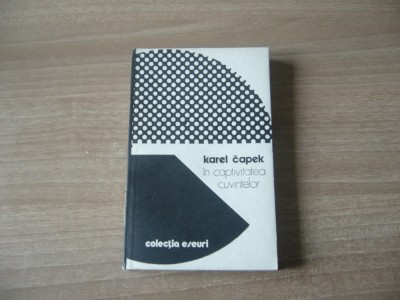 karel čapek
în captivitatea
cuvintelor
colecția eseuri